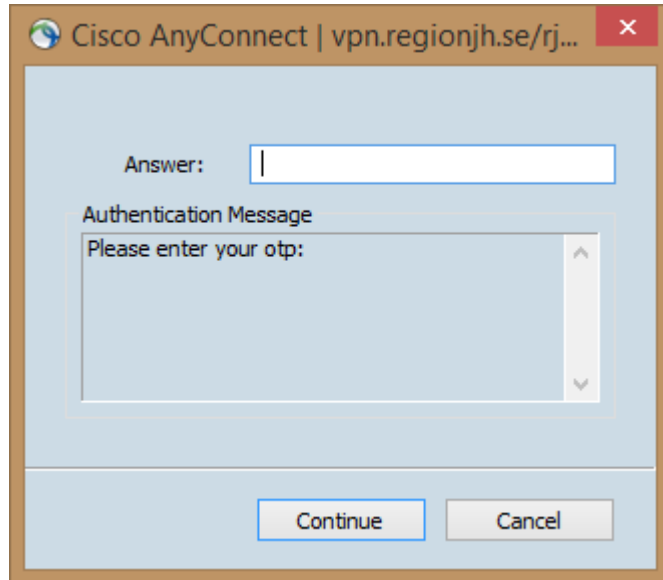 Cisco AnyConnect | vpn.regionjh.se/rj...
Answer:
Authentication Message
Please enter your otp:
Continue
Cancel